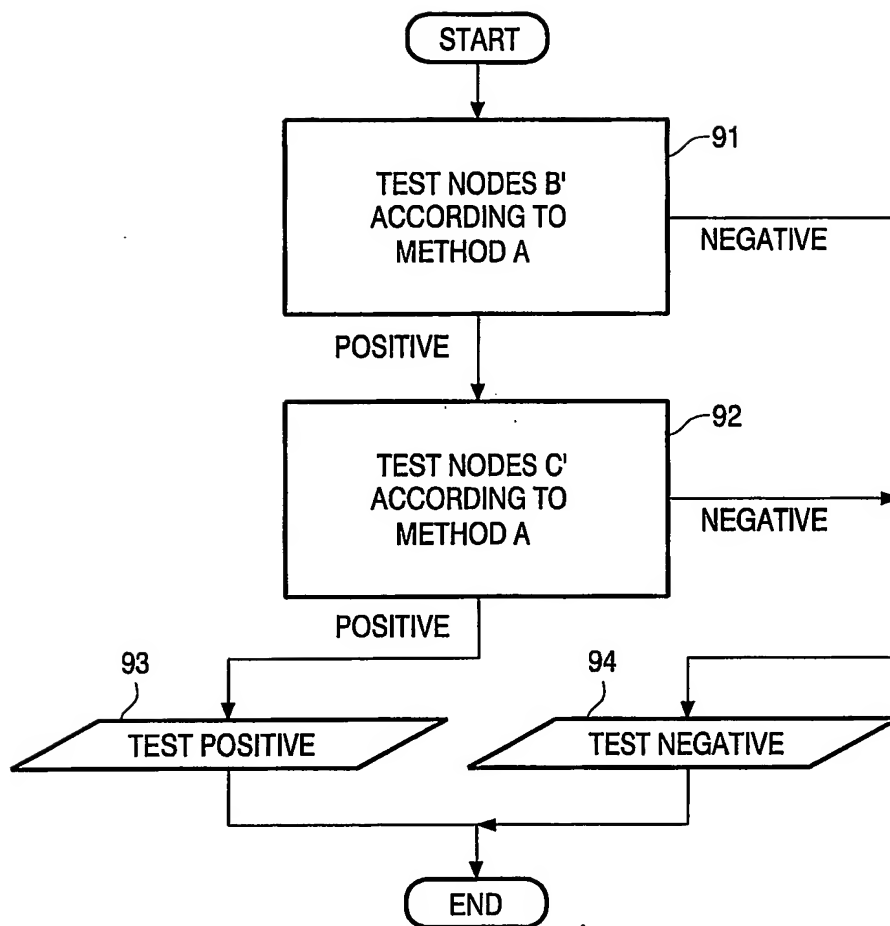 START
91
TEST NODES B'
ACCORDING TO
METHOD A
NEGATIVE
POSITIVE
92
TEST NODES C'
ACCORDING TO
METHOD A
NEGATIVE
POSITIVE
93
94
TEST POSITIVE
TEST NEGATIVE
END